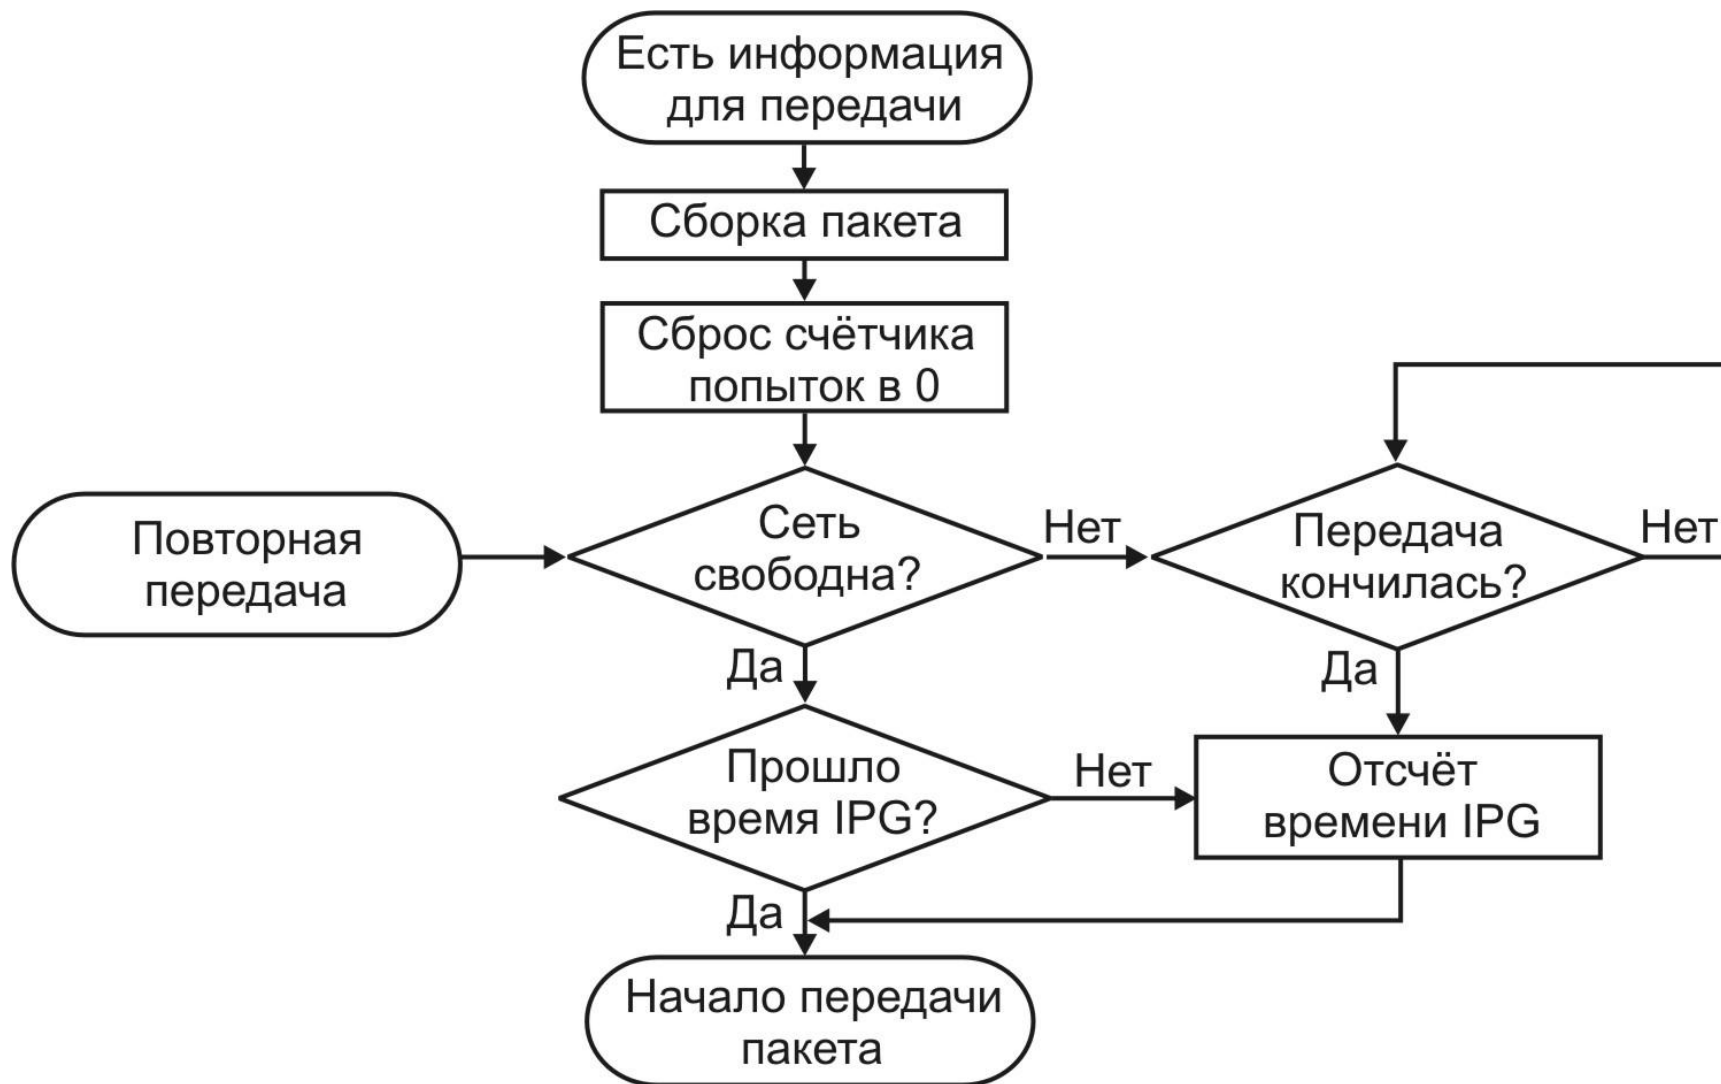 Есть информация
для передачи
Сборка пакета
Сброс счётчика
попыток в 0
Повторная
передача
Сеть
свободна?
Нет
Передача
кончилась?
Нет
Да
Да
Прошло
время IPG?
Нет
Отсчёт
времени IPG
Да
Начало передачи
пакета